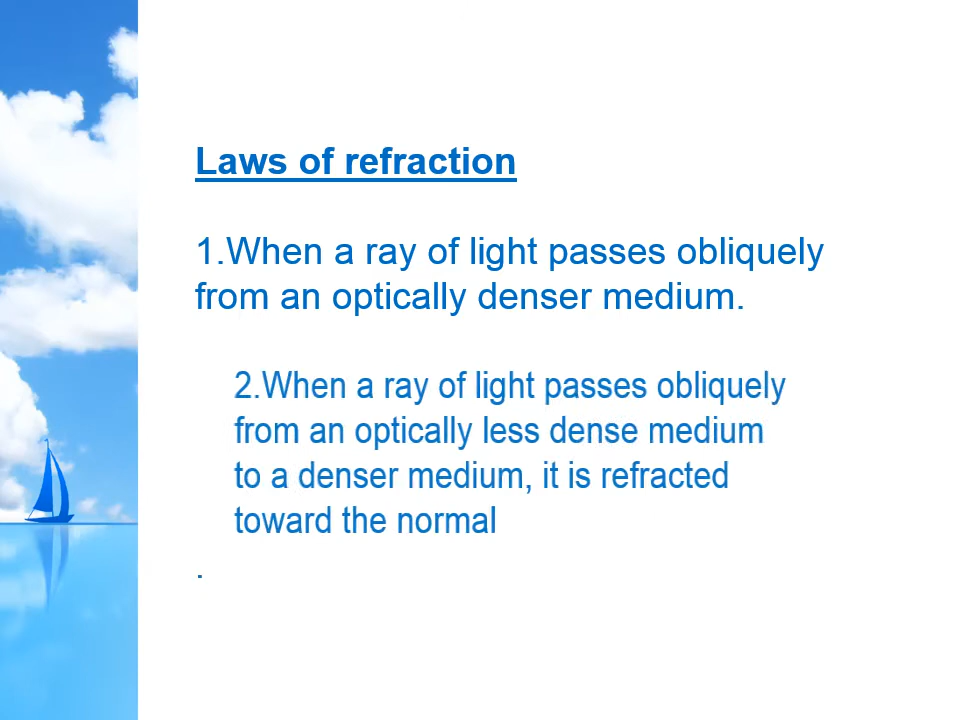 Laws of refraction
1.When a ray of light passes obliquely
from an optically denser medium.
2.When a ray of light passes obliquely
from an optically less dense medium
to a denser medium, it is refracted
toward the normal
.